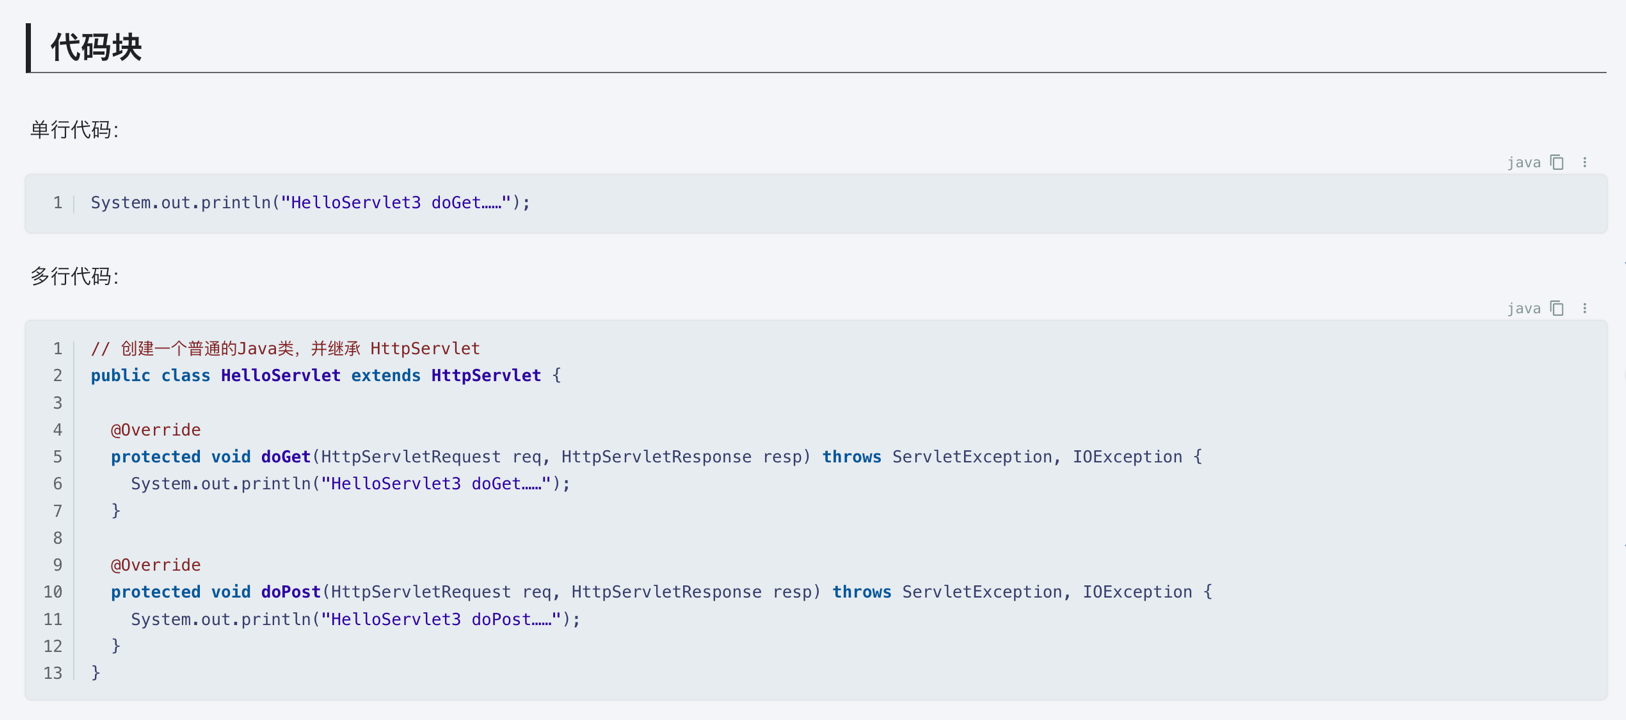 代码块
单行代码：
java
1 System.out.println("HelloServlet3 doGet……");
多行代码：
java
1 // 创建一个普通的Java类，并继承 HttpServlet
2 public class HelloServlet extends HttpServlet {
3
4   @Override
5   protected void doGet(HttpServletRequest req, HttpServletResponse resp) throws ServletException, IOException {
6     System.out.println("HelloServlet3 doGet……");
7   }
8
9   @Override
10   protected void doPost(HttpServletRequest req, HttpServletResponse resp) throws ServletException, IOException {
11     System.out.println("HelloServlet3 doPost……");
12   }
13 }